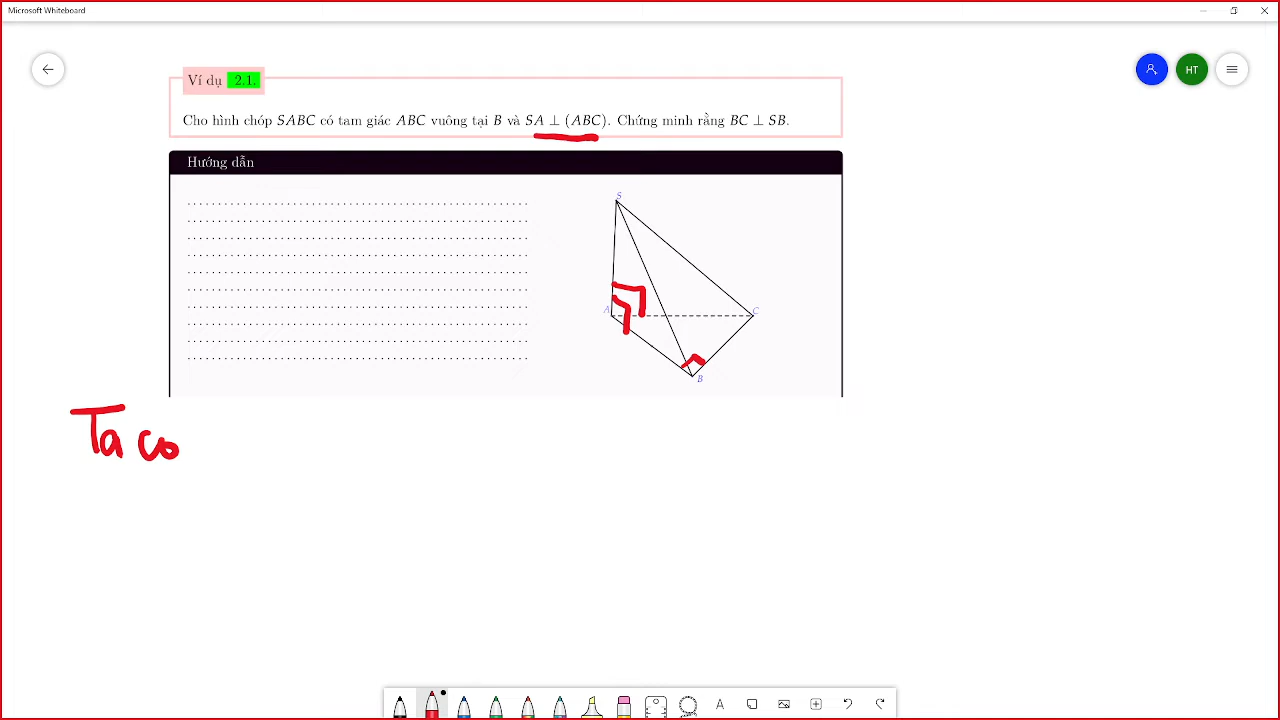 Microsoft Whiteboard
HT
Ví dụ 2.1.
Cho hình chóp SABC có tam giác ABC vuông tại B và SA ⊥ (ABC). Chứng minh rằng BC ⊥ SB.
Hướng dẫn
S
A
C
B
Ta co
A